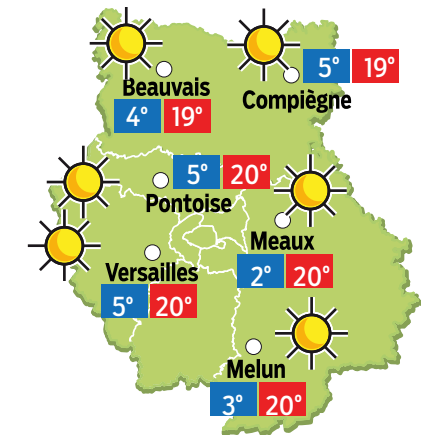 Beauvais
4° 19°
5° 19°
Compiègne
5° 20°
Pontoise
Meaux
2° 20°
Versailles
5° 20°
Melun
3° 20°